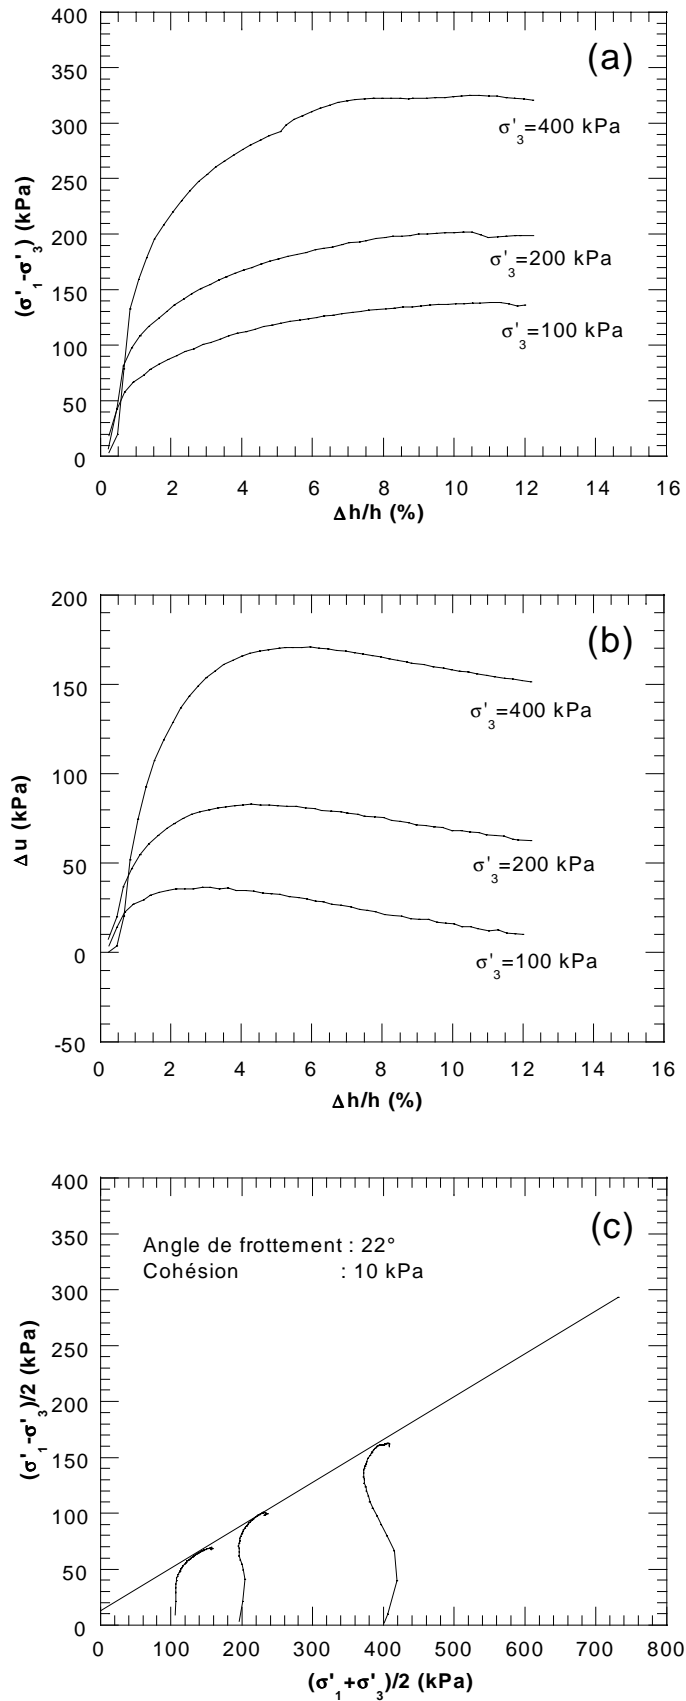 400
350
300
250
200
150
100
50
0
(σ'1-σ'3) (kPa)
(a)
σ'3=400 kPa
σ'3=200 kPa
σ'3=100 kPa
0 2 4 6 8 10 12 14 16
Δh/h (%)
200
150
100
50
0
-50
Δu (kPa)
(b)
σ'3=400 kPa
σ'3=200 kPa
σ'3=100 kPa
0 2 4 6 8 10 12 14 16
Δh/h (%)
400
350
300
250
200
150
100
50
0
(σ'1-σ'3)/2 (kPa)
(c)
Angle de frottement : 22°
Cohésion : 10 kPa
0 100 200 300 400 500 600 700 800
(σ'1+σ'3)/2 (kPa)